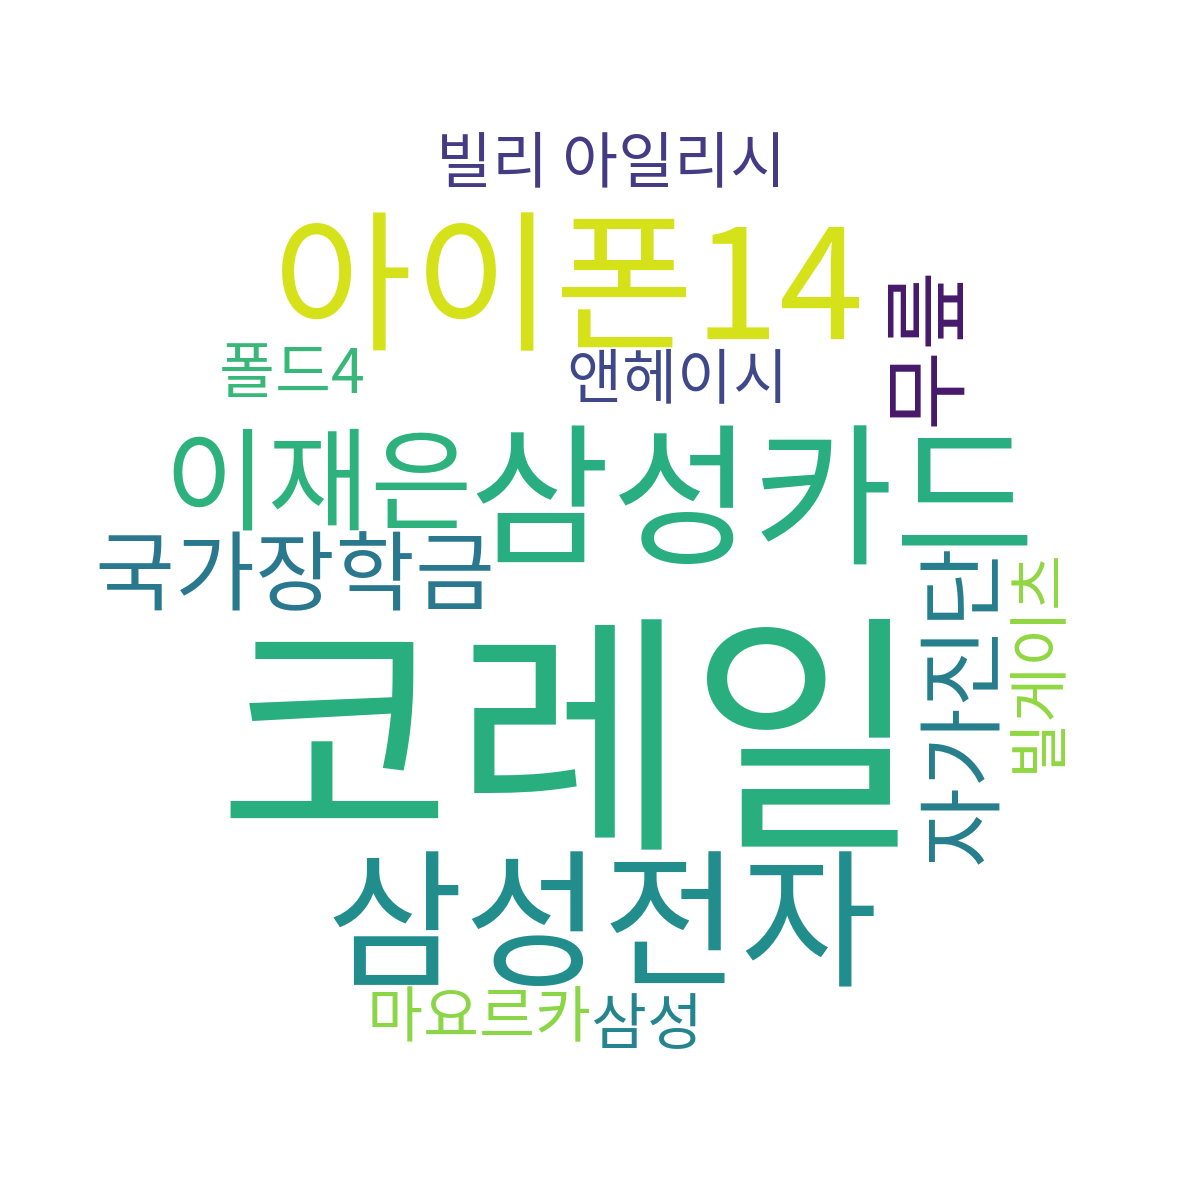 빌리 아일리시
아이폰14
무릎
폴드4
앤헤이시
이재은
삼성카드
국가장학금
자가진단
빌게이츠
코레일
삼성전자
마요르카
삼성